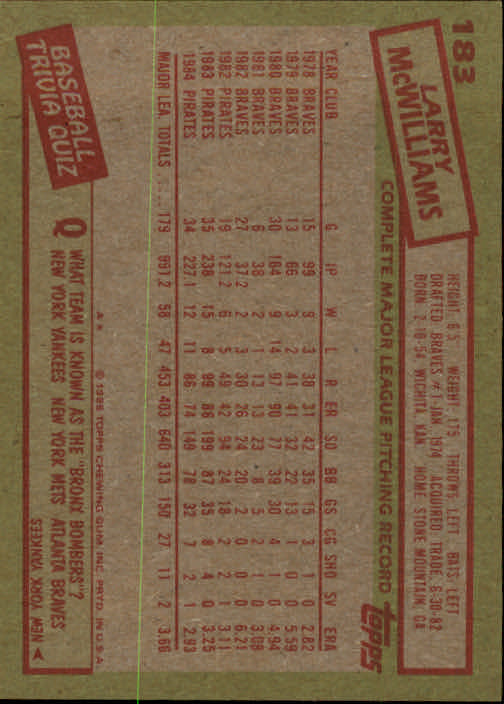 183
LARRY
McWILLIAMS
HEIGHT: 6'5" WEIGHT: 175 THROWS: LEFT BATS: LEFT
DRAFTED: BRAVES #1-JAN. 1974 ACQUIRED: TRADE, 6-30-82
BORN: 2-10-54, WICHITA, KAN. HOME: STONE MOUNTAIN, GA
COMPLETE MAJOR LEAGUE PITCHING RECORD
topps
YEAR CLUB G IP W L R ER SO BB GS CG SHO SV ERA
1978 BRAVES 15 99 9 3 38 31 42 35 15 3 1 0 2.82
1979 BRAVES 13 66 3 2 41 41 32 22 13 1 0 0 5.59
1980 BRAVES 30 164 9 14 97 90 77 39 30 4 1 0 4.94
1981 BRAVES 6 38 2 1 13 13 23 8 5 2 1 0 3.08
1982 BRAVES 27 37.2 2 3 30 26 24 20 2 0 0 0 6.21
1982 PIRATES 19 121.2 6 5 49 42 94 24 18 2 2 1 3.11
1983 PIRATES 35 238 15 8 99 86 199 87 35 8 4 0 3.25
1984 PIRATES 34 227.1 12 11 86 74 149 78 32 7 2 1 2.93
MAJOR LEA. TOTALS .... 179 991.2 58 47 453 403 640 313 150 27 11 2 3.66
A* © 1985 TOPPS CHEWING GUM, INC. PRTD. IN U.S.A.
BASEBALL
TRIVIA QUIZ
Q WHAT TEAM IS KNOWN AS THE "BRONX BOMBERS"?
NEW YORK YANKEES NEW YORK METS ATLANTA BRAVES
A NEW YORK YANKEES